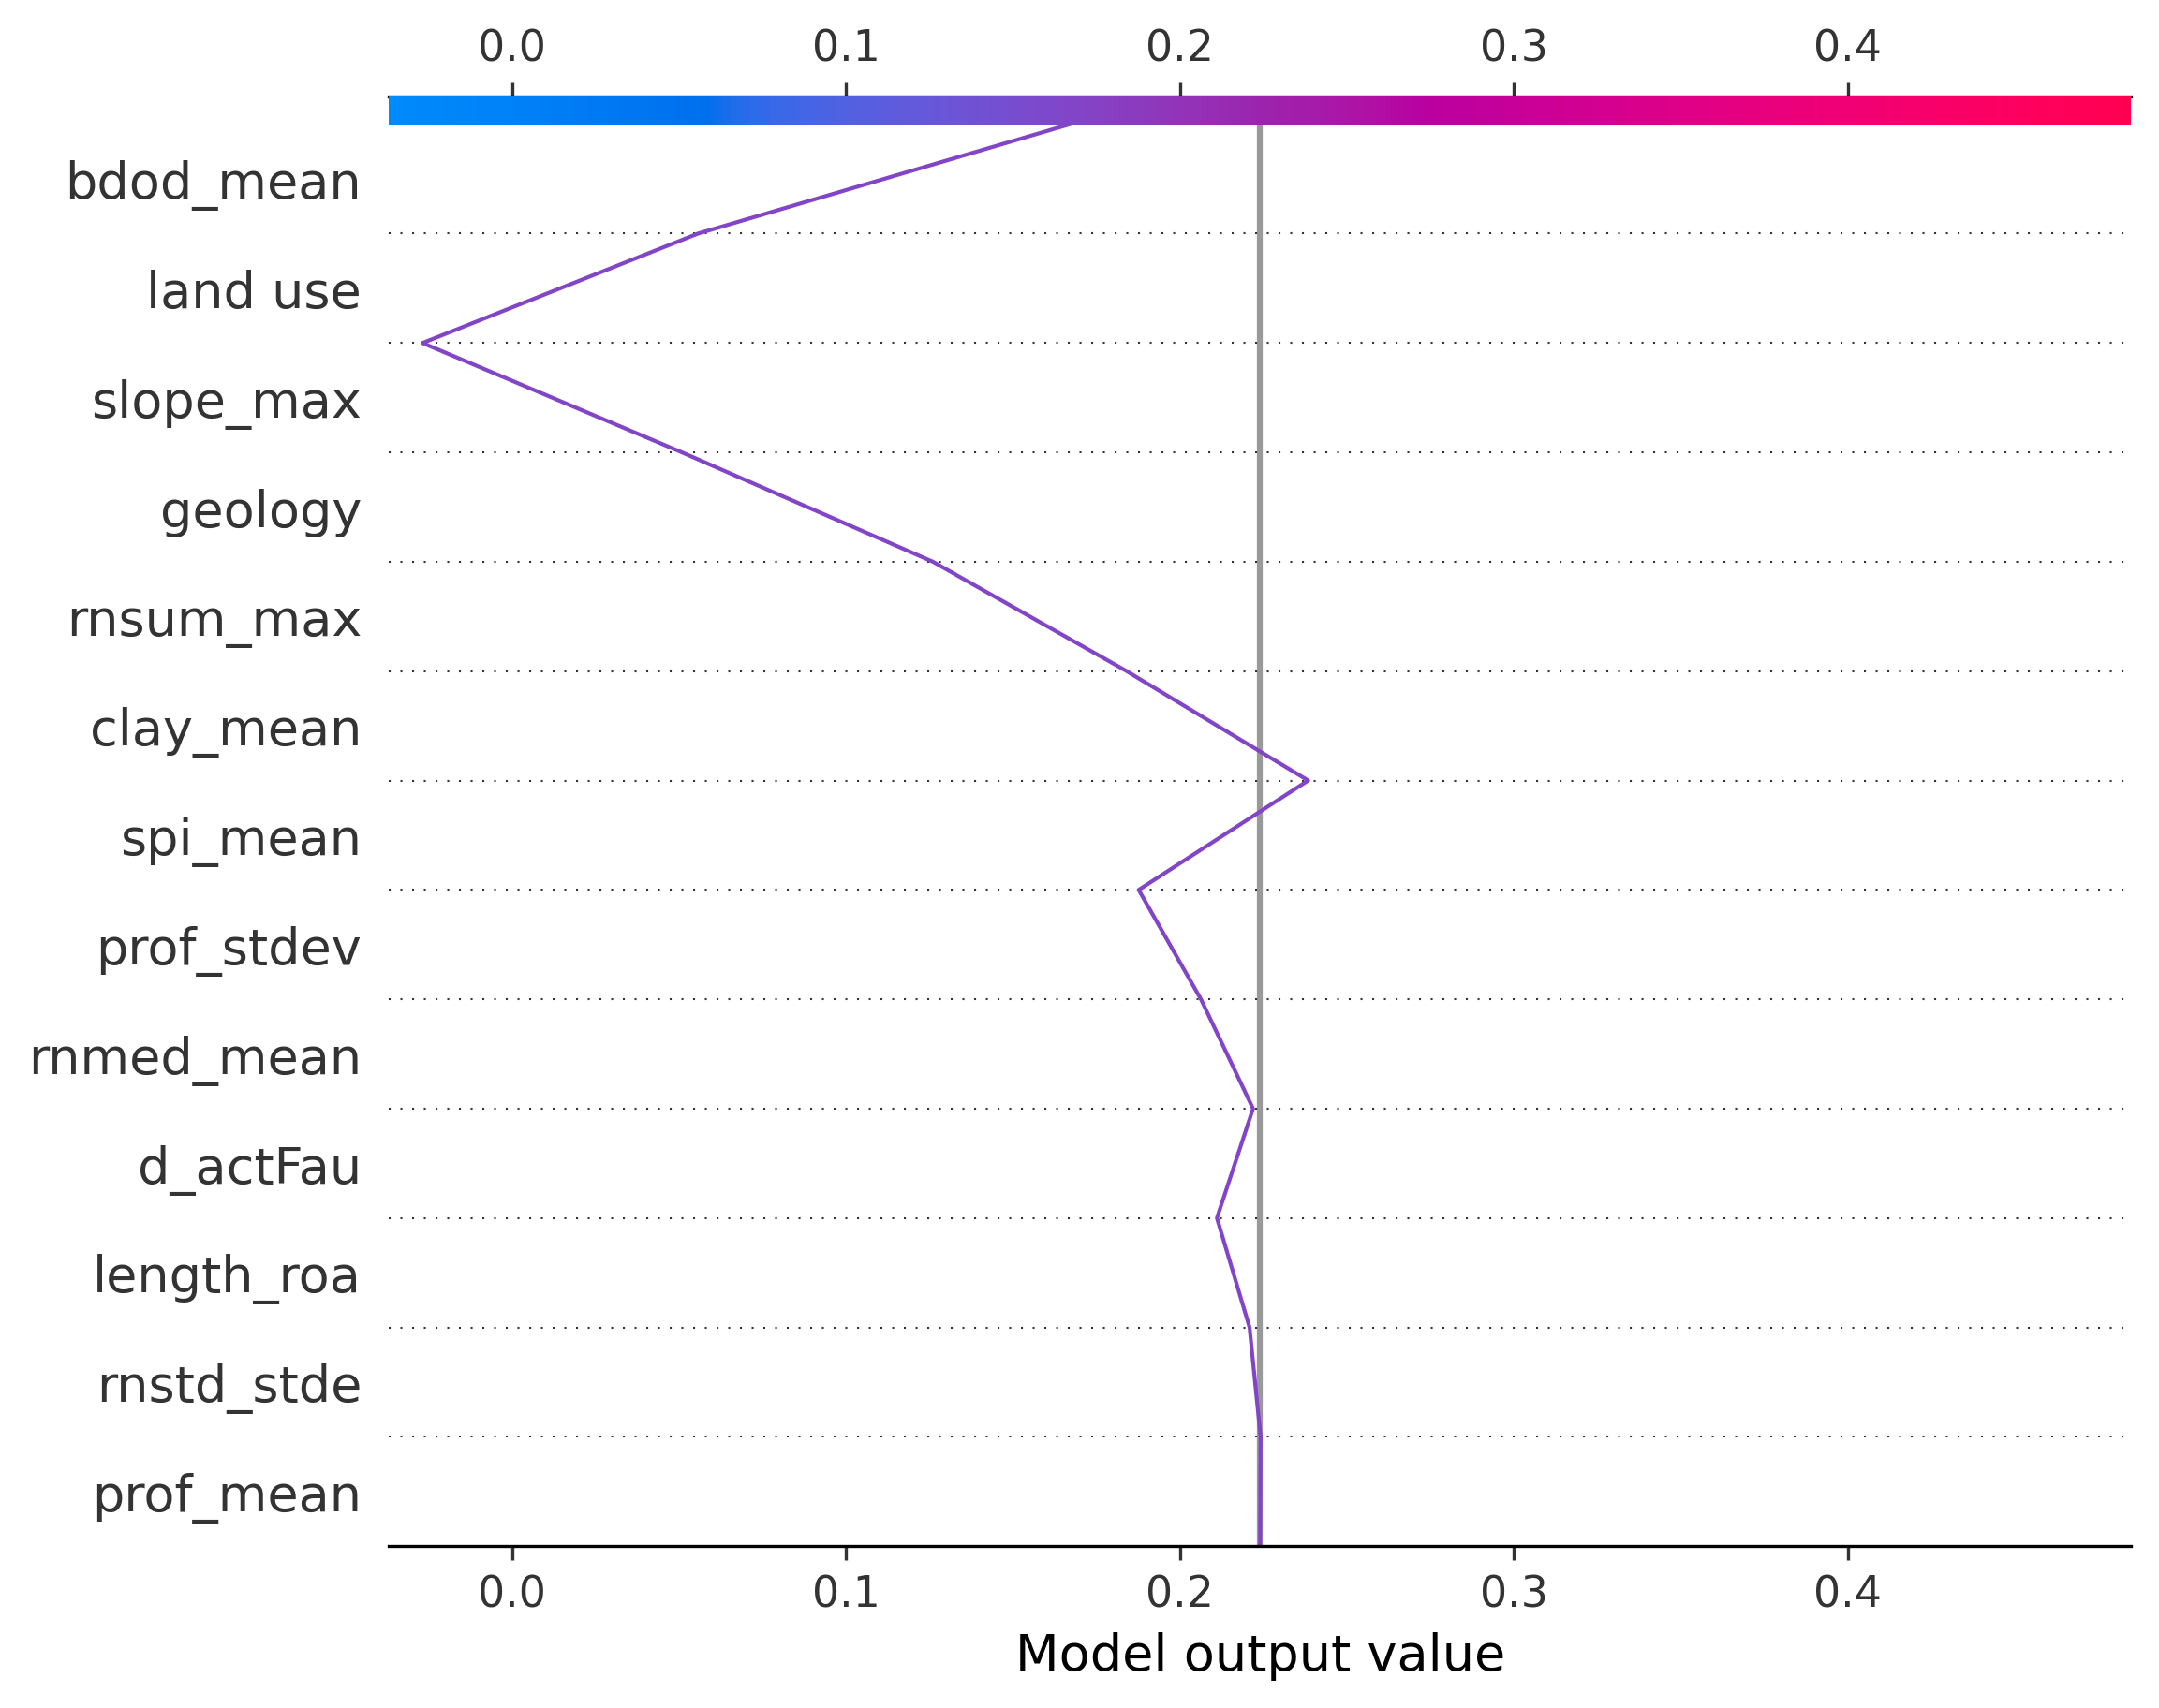 0.0 0.1 0.2 0.3 0.4
bdod_mean
land use
slope_max
geology
rnsum_max
clay_mean
spi_mean
prof_stdev
rnmed_mean
d_actFau
length_roa
rnstd_stde
prof_mean
0.0 0.1 0.2 0.3 0.4
Model output value